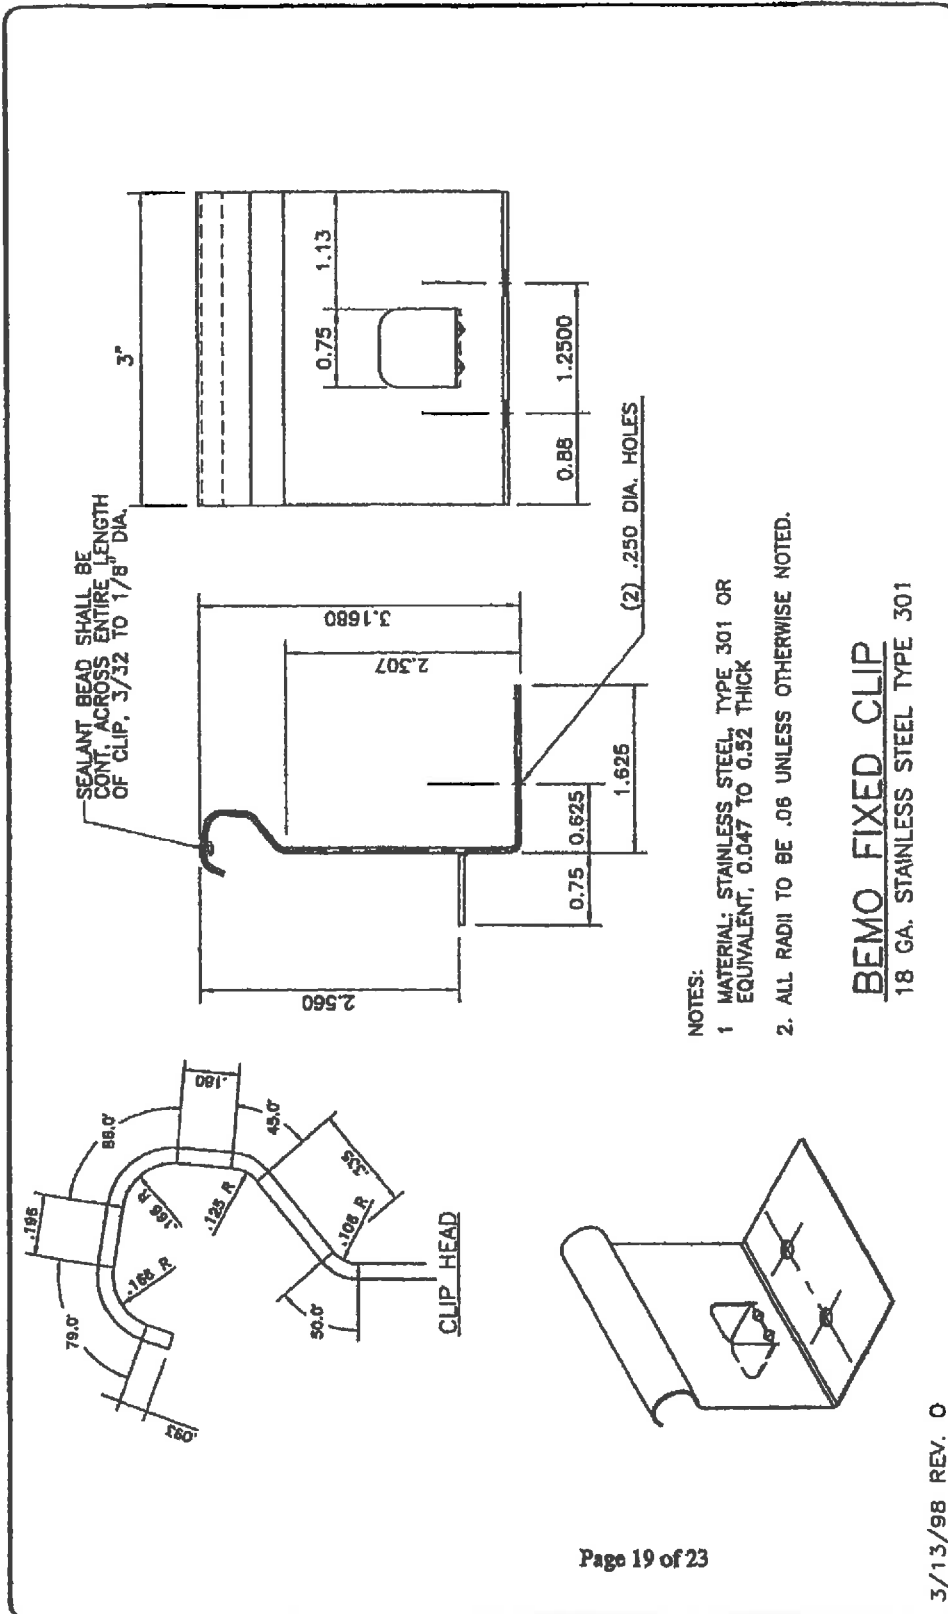 SEALANT BEAD SHALL BE
CONT. ACROSS ENTIRE LENGTH
OF CLIP. 3/32 TO 1/8" DIA.
3"
1.13
0.75
0.88
1.2500
(2) .250 DIA. HOLES
3.1680
2.307
2.560
0.75
0.625
1.625
.180
88.0'
.195
79.0'
.093
.168 R
.166 R
.125 R
45.0'
.335
.106 R
50.0'
CLIP HEAD
NOTES:
1 MATERIAL: STAINLESS STEEL, TYPE 301 OR
EQUIVALENT, 0.047 TO 0.52 THICK
2. ALL RADII TO BE .06 UNLESS OTHERWISE NOTED.
BEMO FIXED CLIP
18 GA. STAINLESS STEEL TYPE 301
3/13/98 REV. 0
Page 19 of 23